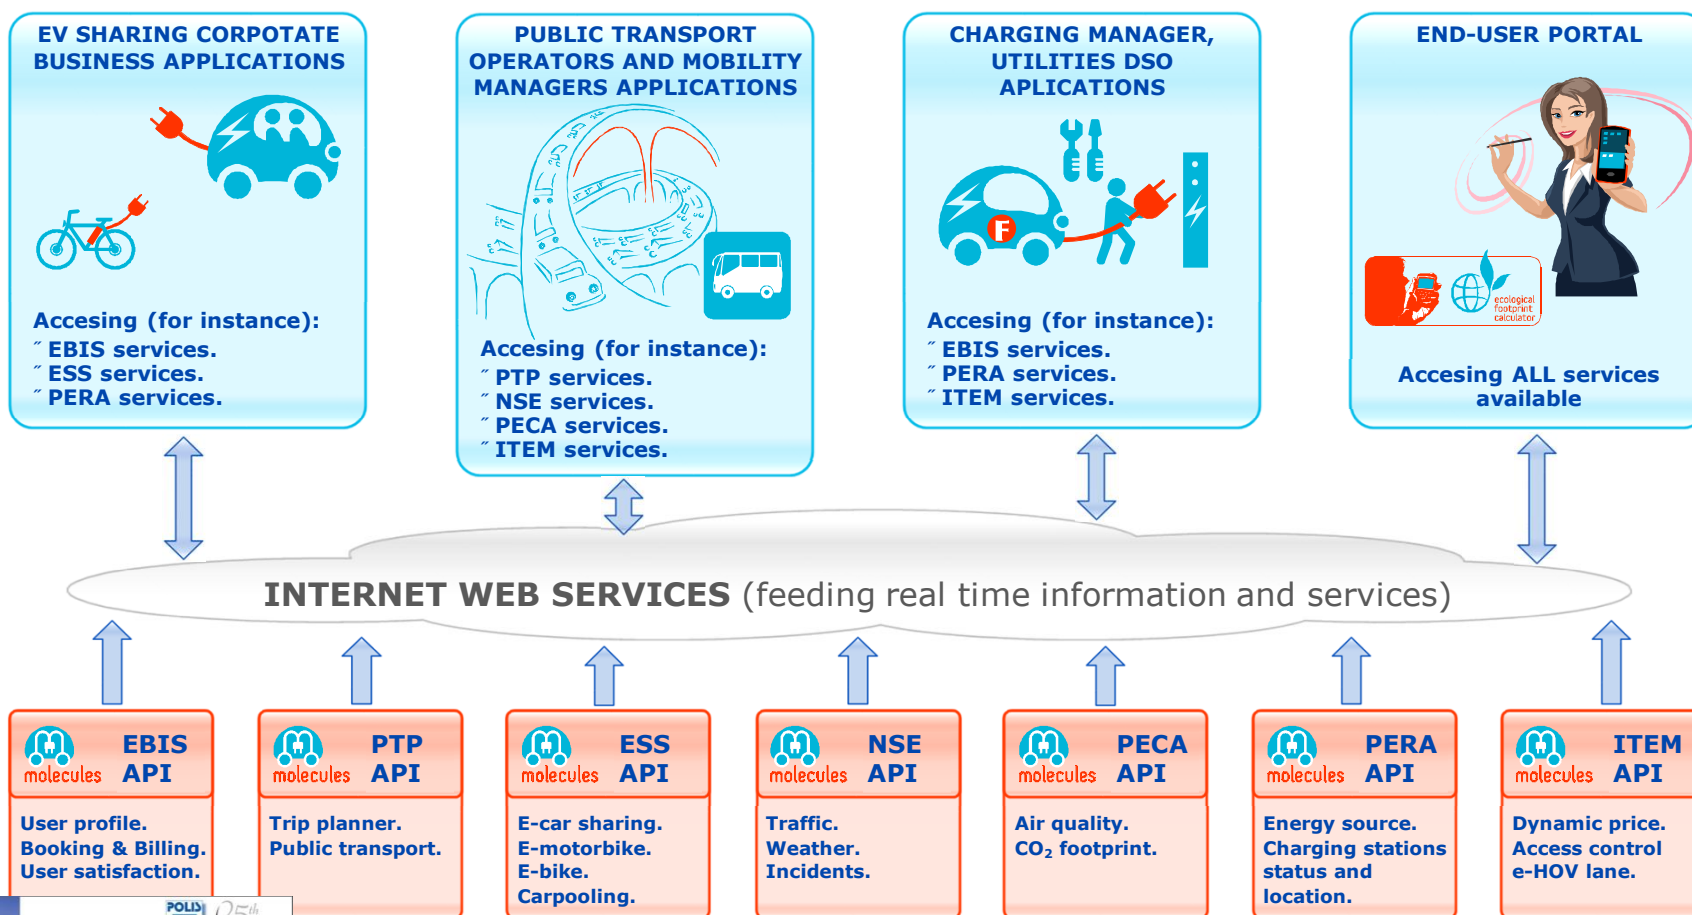 EV SHARING CORPOTATE
BUSINESS APPLICATIONS
Accesing (for instance):
˝ EBIS services.
˝ ESS services.
˝ PERA services.
PUBLIC TRANSPORT
OPERATORS AND MOBILITY
MANAGERS APPLICATIONS
Accesing (for instance):
˝ PTP services.
˝ NSE services.
˝ PECA services.
˝ ITEM services.
CHARGING MANAGER,
UTILITIES DSO
APLICATIONS
F
Accesing (for instance):
˝ EBIS services.
˝ PERA services.
˝ ITEM services.
END-USER PORTAL
ecological
footprint
calculator
Accesing ALL services
available
INTERNET WEB SERVICES (feeding real time information and services)
molecules
EBIS
API
User profile.
Booking & Billing.
User satisfaction.
molecules
PTP
API
Trip planner.
Public transport.
molecules
ESS
API
E-car sharing.
E-motorbike.
E-bike.
Carpooling.
molecules
NSE
API
Traffic.
Weather.
Incidents.
molecules
PECA
API
Air quality.
CO₂ footprint.
molecules
PERA
API
Energy source.
Charging stations
status and
location.
molecules
ITEM
API
Dynamic price.
Access control
e-HOV lane.
POLIS
25th